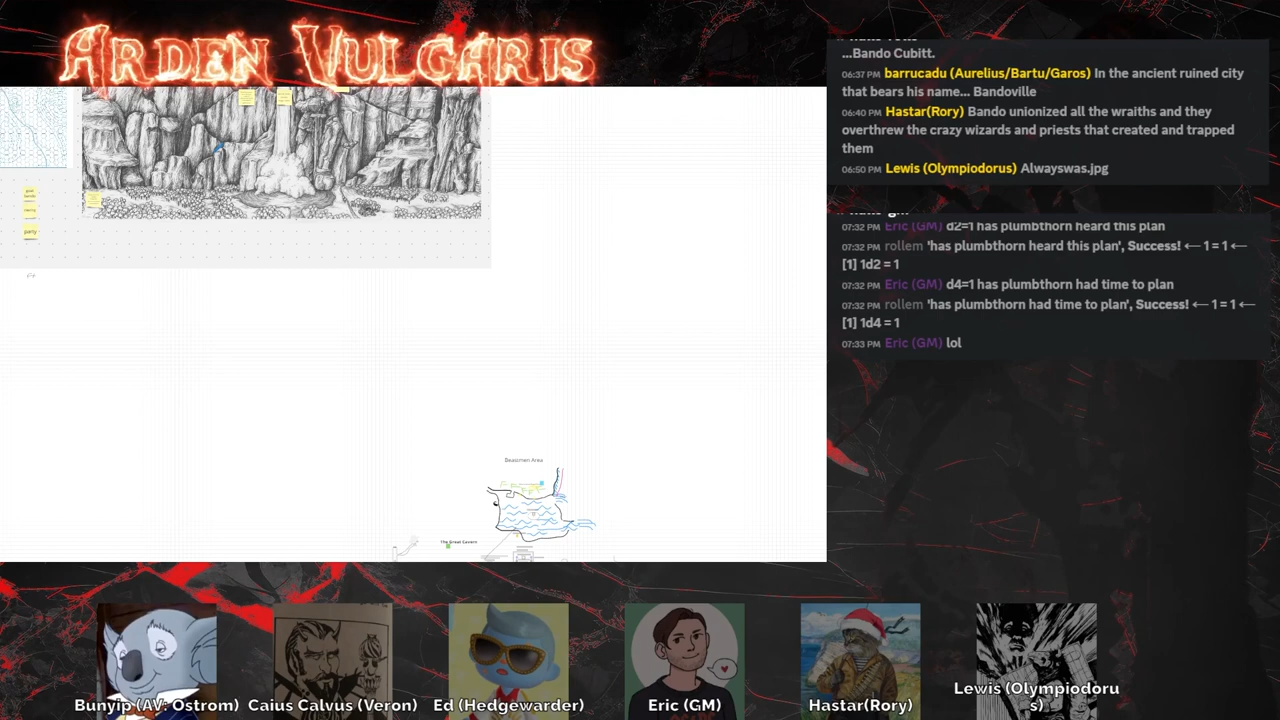 ARDEN VULGARIS
...Bando Cubitt.
06:37 PM barrucadu (Aurelius/Bartu/Garos) In the ancient ruined city
that bears his name... Bandoville
06:40 PM Hastar(Rory) Bando unionized all the wraiths and they
overthrew the crazy wizards and priests that created and trapped
them
06:50 PM Lewis (Olympiodorus) Alwayswas.jpg
07:32 PM Eric (GM) d2=1 has plumbthorn heard this plan
07:32 PM rollem 'has plumbthorn heard this plan', Success! ⟵ 1 = 1 ⟵
[1] 1d2 = 1
07:32 PM Eric (GM) d4=1 has plumbthorn had time to plan
07:32 PM rollem 'has plumbthorn had time to plan', Success! ⟵ 1 = 1 ⟵
[1] 1d4 = 1
07:33 PM Eric (GM) lol
party
Beastmen Area
The Great Cavern
Bunyip (AV: Ostrom)
Caius Calvus (Veron)
Ed (Hedgewarder)
Eric (GM)
Hastar(Rory)
Lewis (Olympiodoru
s)